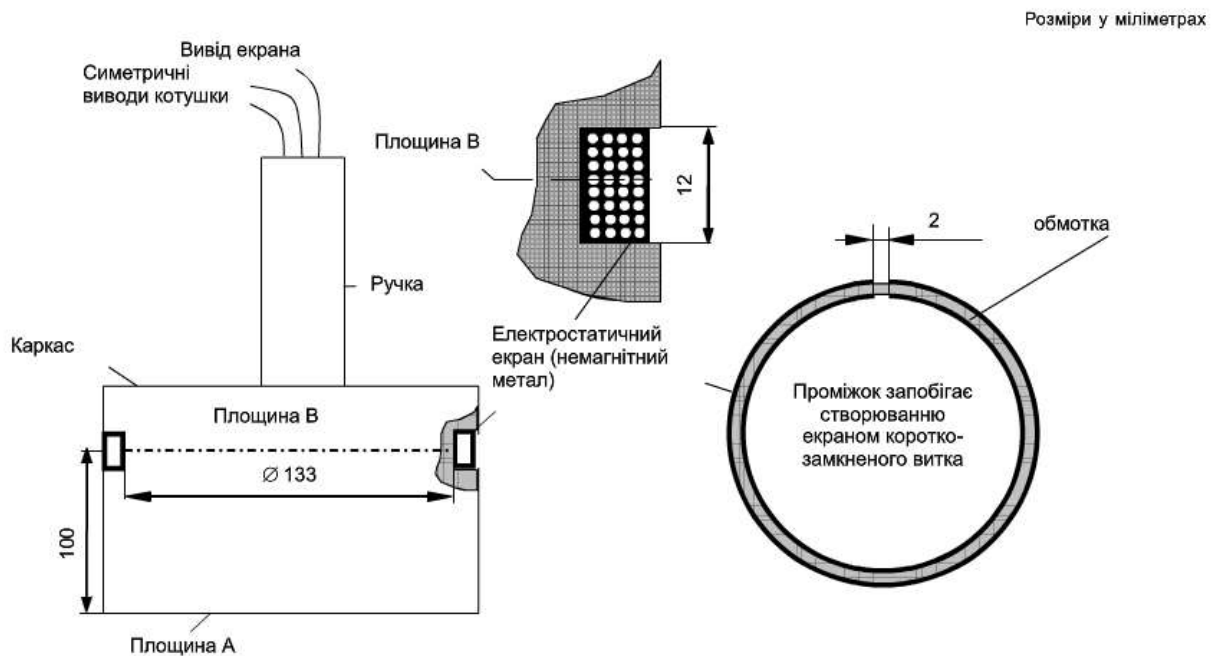 Розміри у міліметрах
Вивід екрана
Симетричні
виводи котушки
Площина В
12
2
обмотка
Ручка
Електростатичний
екран (немагнітний
метал)
Каркас
Площина В
Проміжок запобігає
створюванню
екраном коротко-
замкненого витка
∅ 133
100
Площина А